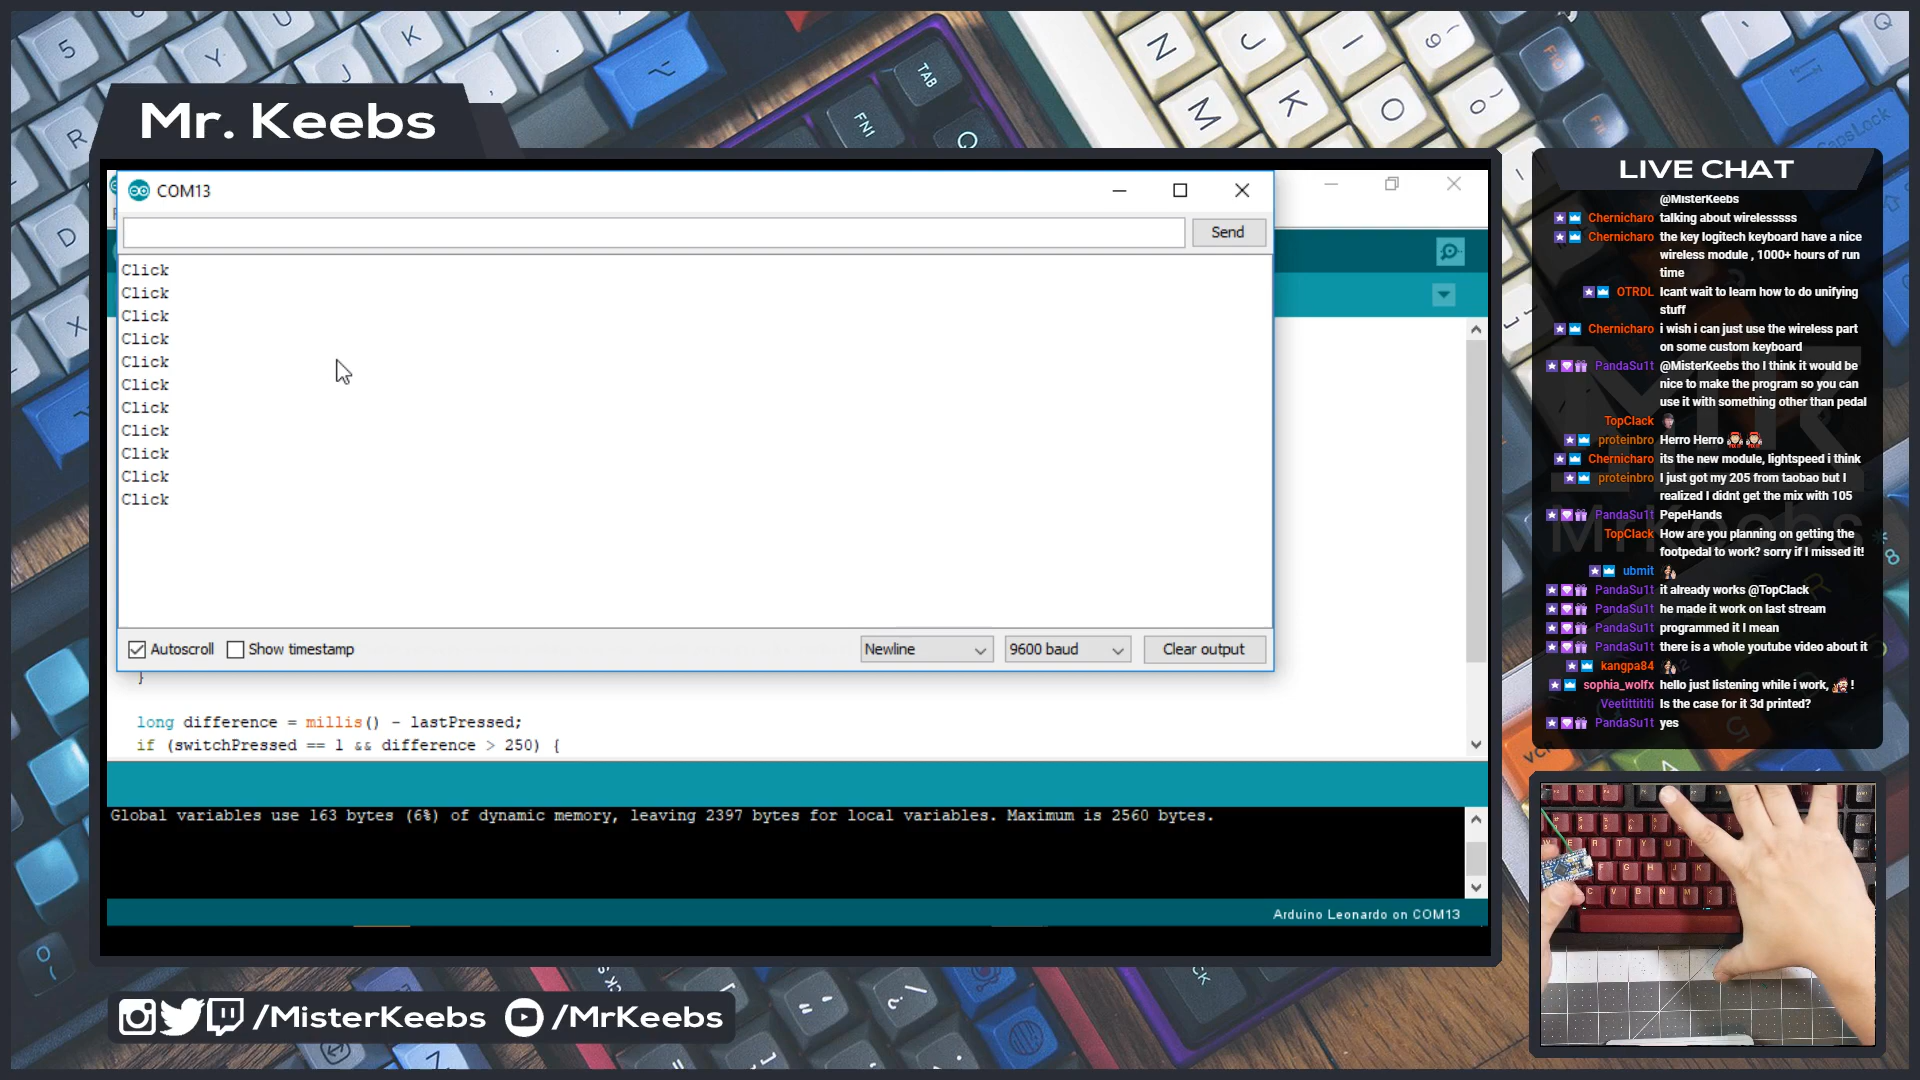 Mr. Keebs
COM13
Send
Click
Click
Click
Click
Click
Click
Click
Click
Click
Click
Click
Autoscroll
Show timestamp
Newline
9600 baud
Clear output
}
long difference = millis() - lastPressed;
if (switchPressed == 1 && difference > 250) {
Global variables use 163 bytes (6%) of dynamic memory, leaving 2397 bytes for local variables. Maximum is 2560 bytes.
Arduino Leonardo on COM13
/MisterKeebs
/MrKeebs
LIVE CHAT
@MisterKeebs
Chernicharo talking about wirelesssss
Chernicharo the key logitech keyboard have a nice
wireless module , 1000+ hours of run
time
OTRDL Icant wait to learn how to do unifying
stuff
Chernicharo i wish i can just use the wireless part
on some custom keyboard
PandaSu1t @MisterKeebs tho I think it would be
nice to make the program so you can
use it with something other than pedal
TopClack
proteinbro Herro Herro
Chernicharo its the new module, lightspeed i think
proteinbro I just got my 205 from taobao but I
realized I didnt get the mix with 105
PandaSu1t PepeHands
TopClack How are you planning on getting the
footpedal to work? sorry if I missed it!
ubmit
PandaSu1t it already works @TopClack
PandaSu1t he made it work on last stream
PandaSu1t programmed it I mean
PandaSu1t there is a whole youtube video about it
kangpa84
sophia_wolfx hello just listening while i work, !
Veetittititi Is the case for it 3d printed?
PandaSu1t yes
MrKeebs
TAB
FN1
CapsLock